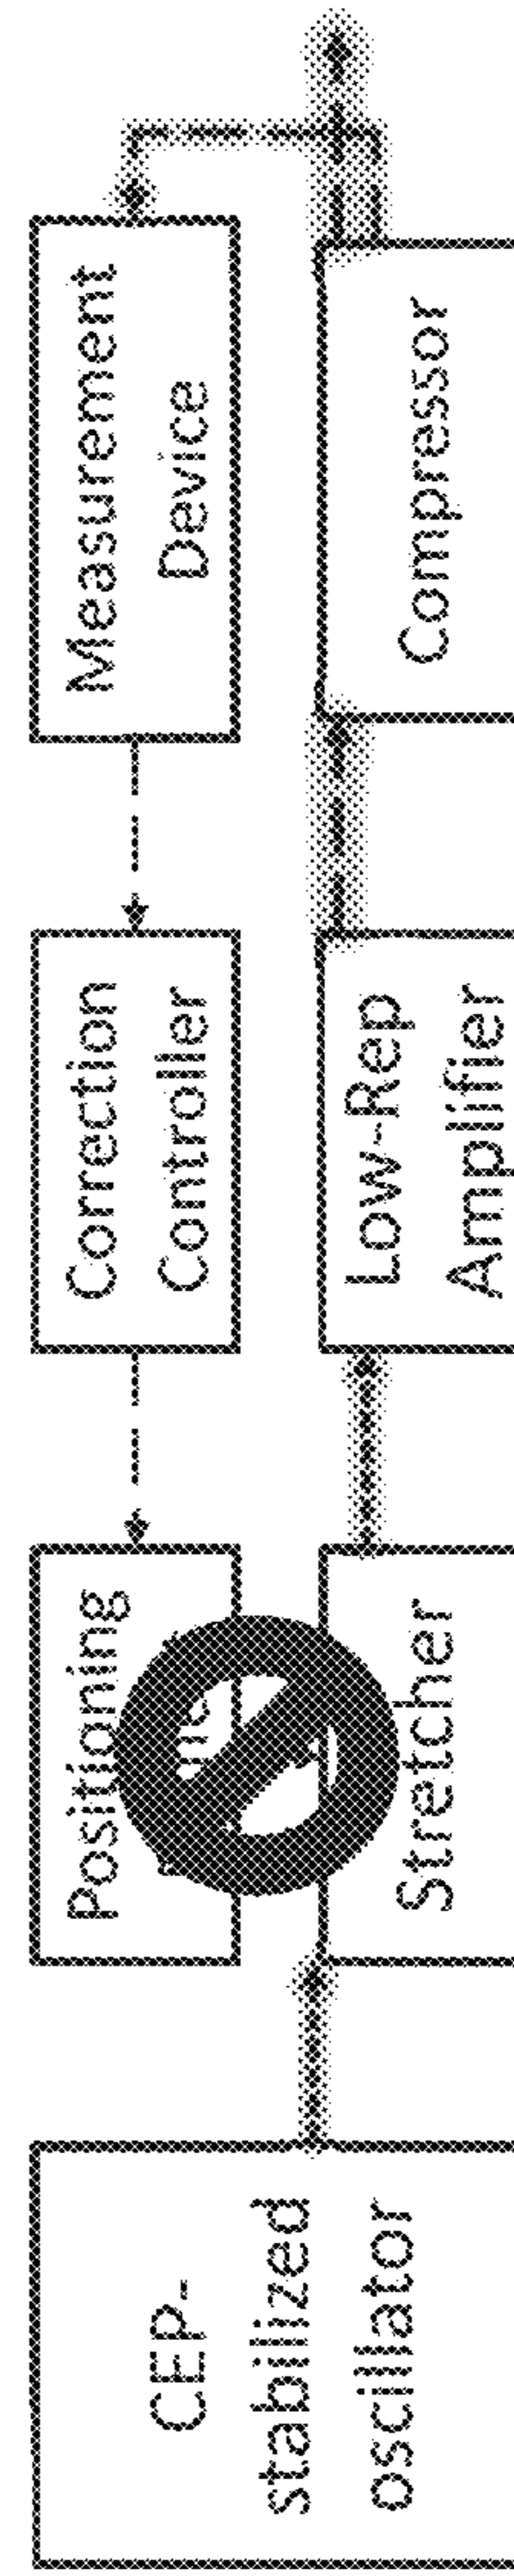 CEP-
stabilized
oscillator
Positioning
Stretcher
Correction
Controller
Low-Rep
Amplifier
Measurement
Device
Compressor